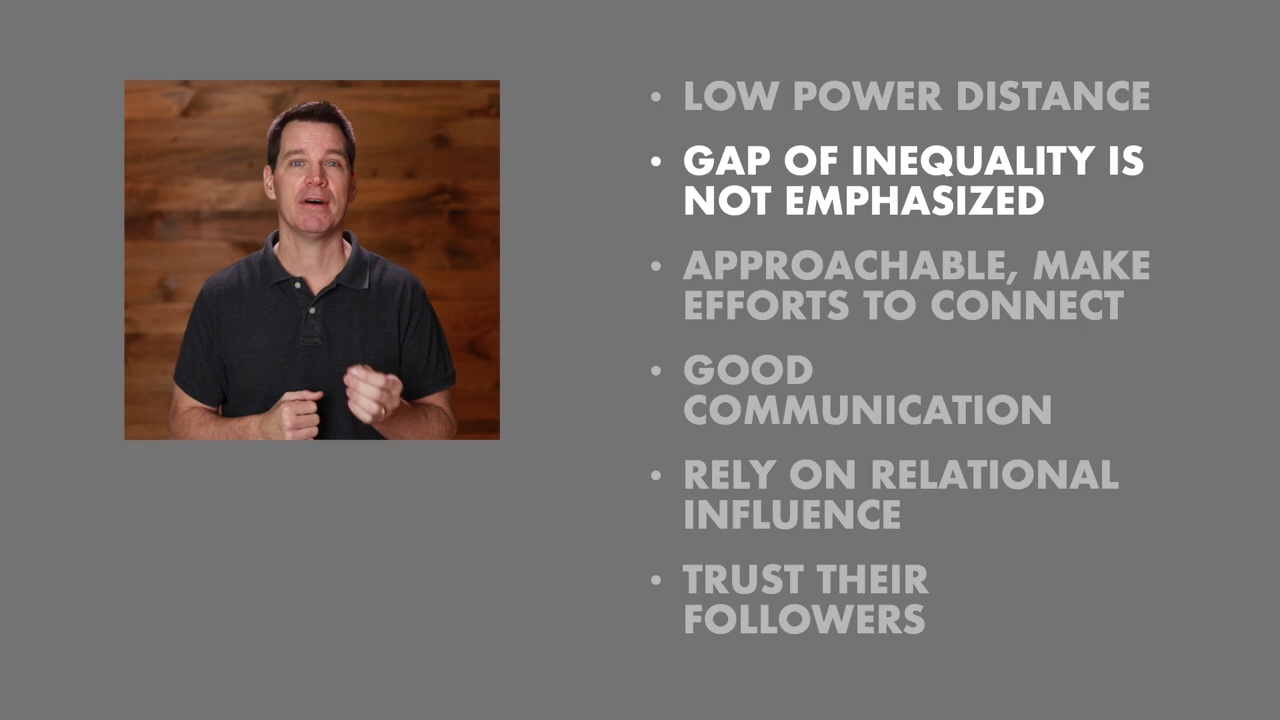 • LOW POWER DISTANCE
• GAP OF INEQUALITY IS
NOT EMPHASIZED
• APPROACHABLE, MAKE
EFFORTS TO CONNECT
• GOOD
COMMUNICATION
• RELY ON RELATIONAL
INFLUENCE
• TRUST THEIR
FOLLOWERS